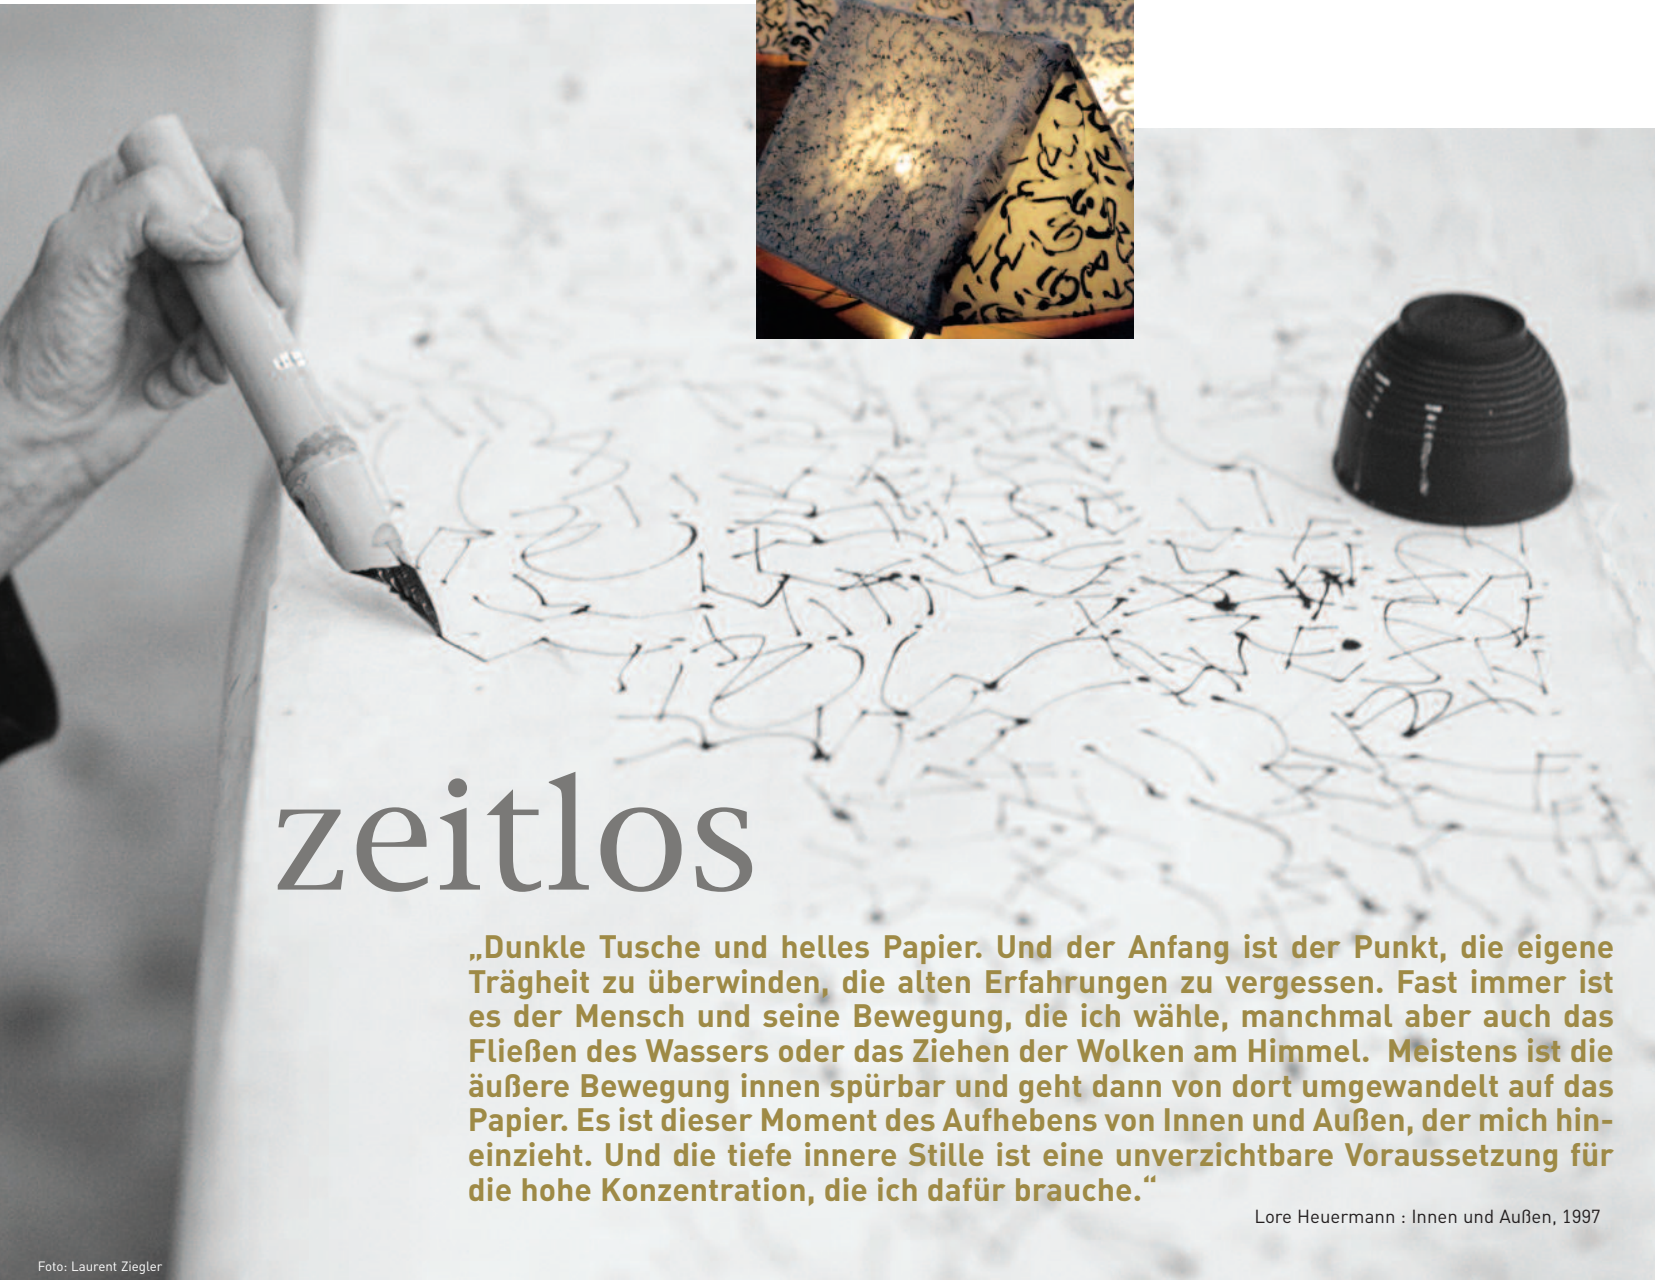 zeitlos
„Dunkle Tusche und helles Papier. Und der Anfang ist der Punkt, die eigene
Trägheit zu überwinden, die alten Erfahrungen zu vergessen. Fast immer ist
es der Mensch und seine Bewegung, die ich wähle, manchmal aber auch das
Fließen des Wassers oder das Ziehen der Wolken am Himmel. Meistens ist die
äußere Bewegung innen spürbar und geht dann von dort umgewandelt auf das
Papier. Es ist dieser Moment des Aufhebens von Innen und Außen, der mich hin-
einzieht. Und die tiefe innere Stille ist eine unverzichtbare Voraussetzung für
die hohe Konzentration, die ich dafür brauche.“
Lore Heuermann : Innen und Außen, 1997
Foto: Laurent Ziegler